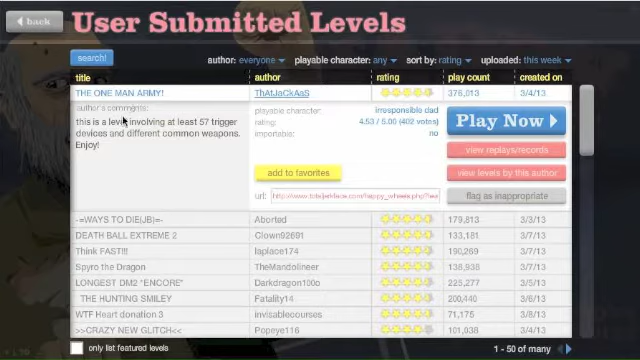 back
User Submitted Levels
search!
author: everyone playable character: any sort by: rating uploaded: this week
title author rating play count created on
THE ONE MAN ARMY! ThAtJaCkAaS 376,013 3/4/13
author's comments:
this is a level involving at least 57 trigger
devices and different common weapons.
Enjoy!
playable character: irresponsible dad
rating: 4.53 / 5.00 (402 votes)
importable: no
add to favorites
url:
Play Now
view replays/records
view levels by this author
flag as inappropriate
-=WAYS TO DIE(JB)=- Aborted 179,813 3/3/13
DEATH BALL EXTREME 2 Clown92691 133,181 3/7/13
Think FAST!!! laplace174 190,269 3/7/13
Spyro the Dragon TheMandolineer 138,938 3/7/13
LONGEST DM2 "ENCORE" Darkdragon100o 225,277 3/5/13
THE HUNTING SMILEY Fatality14 200,440 3/6/13
WTF Heart donation 3 invisablecourses 71,175 3/8/13
>>CRAZY NEW GLITCH<< Popeye116 101,938 3/4/13
only list featured levels
1 - 50 of many